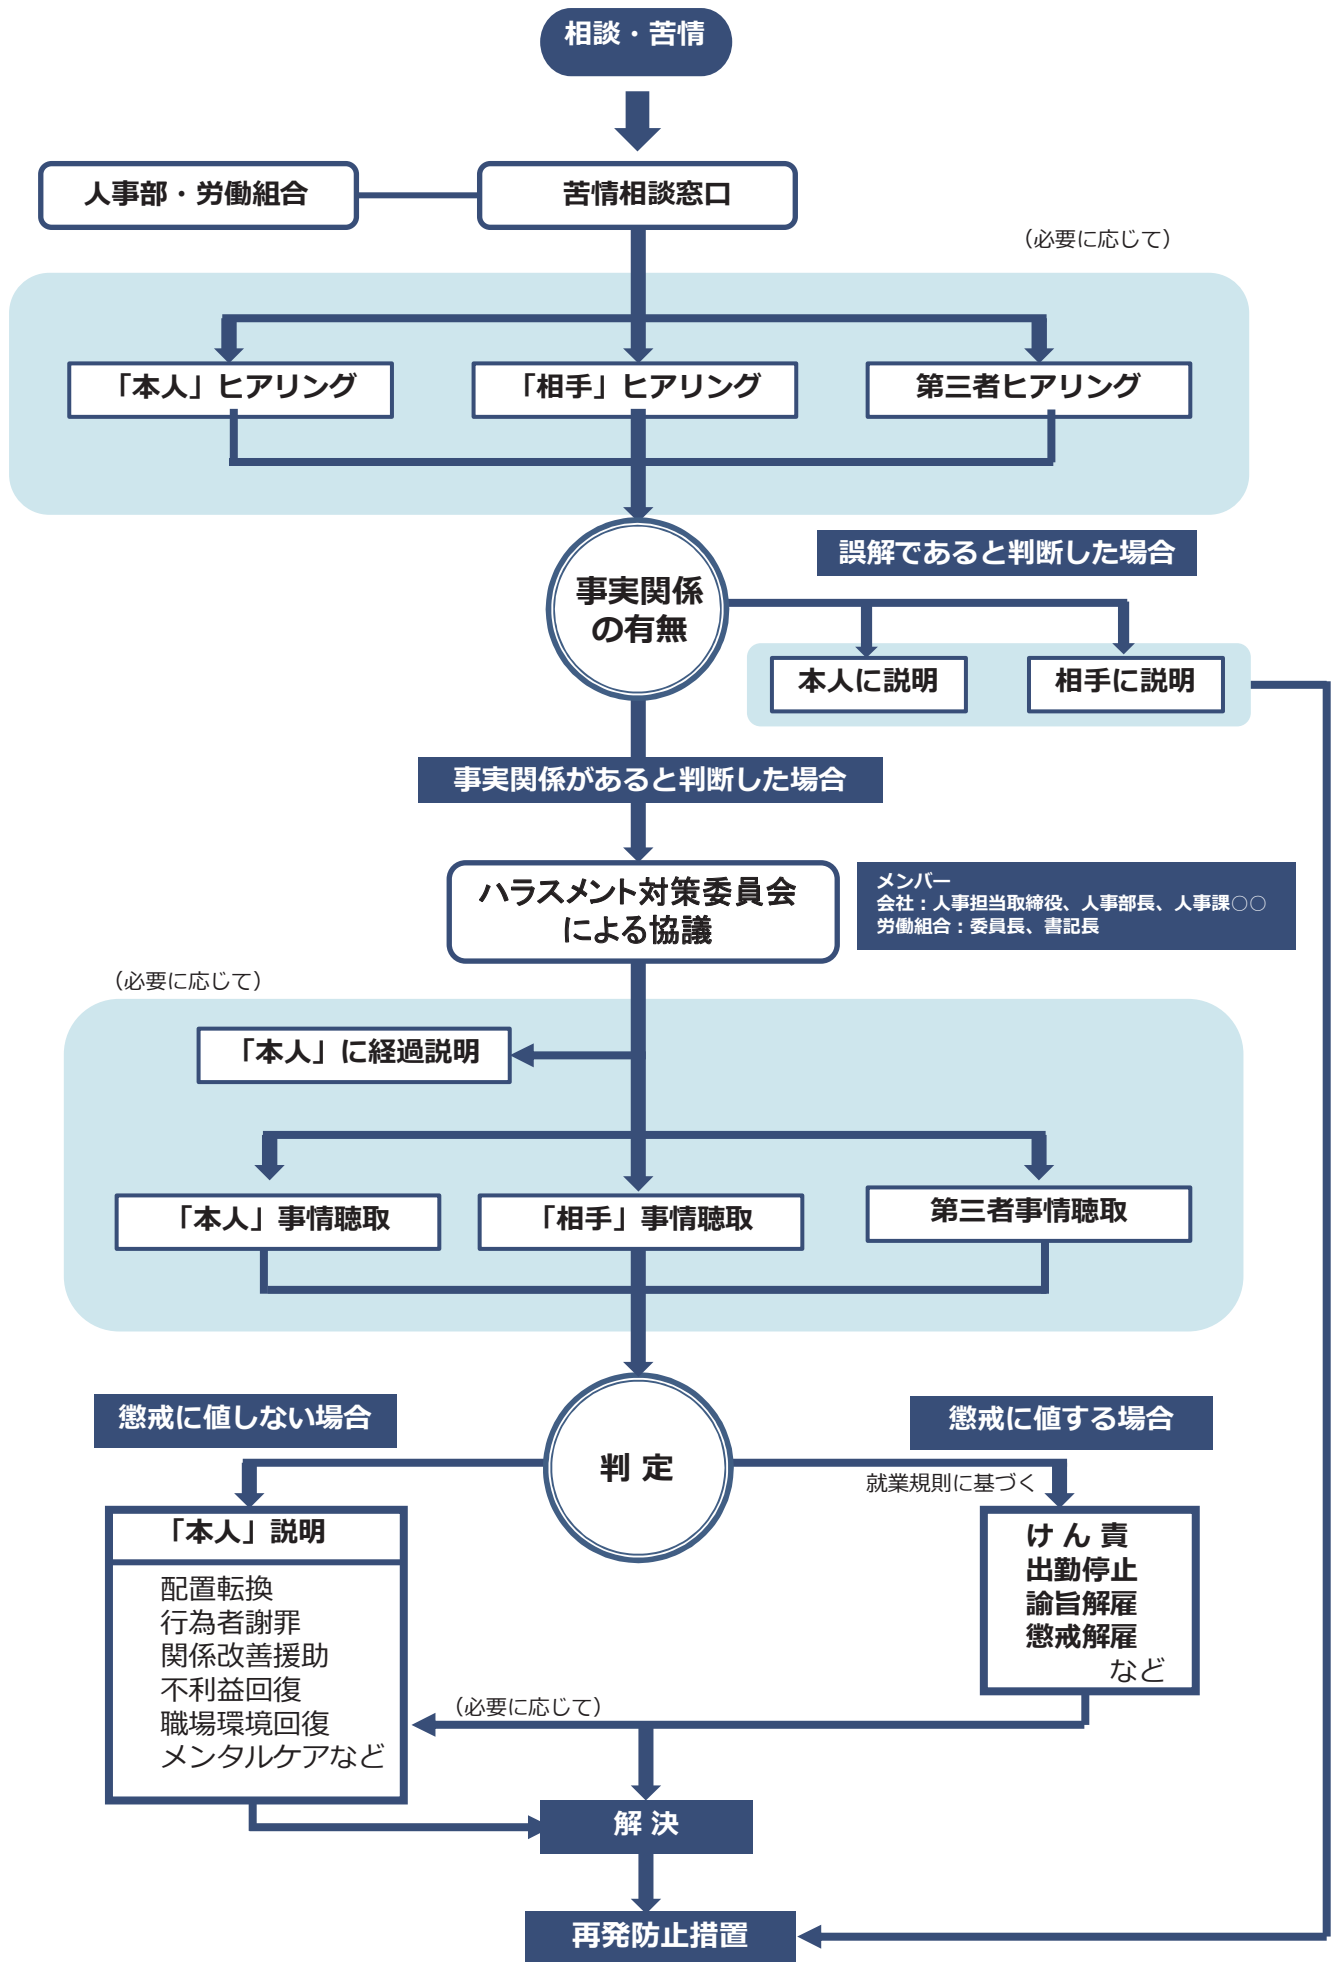 相談・苦情
人事部・労働組合
苦情相談窓口
（必要に応じて）
「本人」ヒアリング
「相手」ヒアリング
第三者ヒアリング
事実関係
の有無
誤解であると判断した場合
本人に説明
相手に説明
事実関係があると判断した場合
ハラスメント対策委員会
による協議
メンバー
会社：人事担当取締役、人事部長、人事課○○
労働組合：委員長、書記長
（必要に応じて）
「本人」に経過説明
「本人」事情聴取
「相手」事情聴取
第三者事情聴取
懲戒に値しない場合
判 定
懲戒に値する場合
就業規則に基づく
「本人」説明
配置転換
行為者謝罪
関係改善援助
不利益回復
職場環境回復
メンタルケアなど
けん責
出勤停止
諭旨解雇
懲戒解雇
など
（必要に応じて）
解 決
再発防止措置